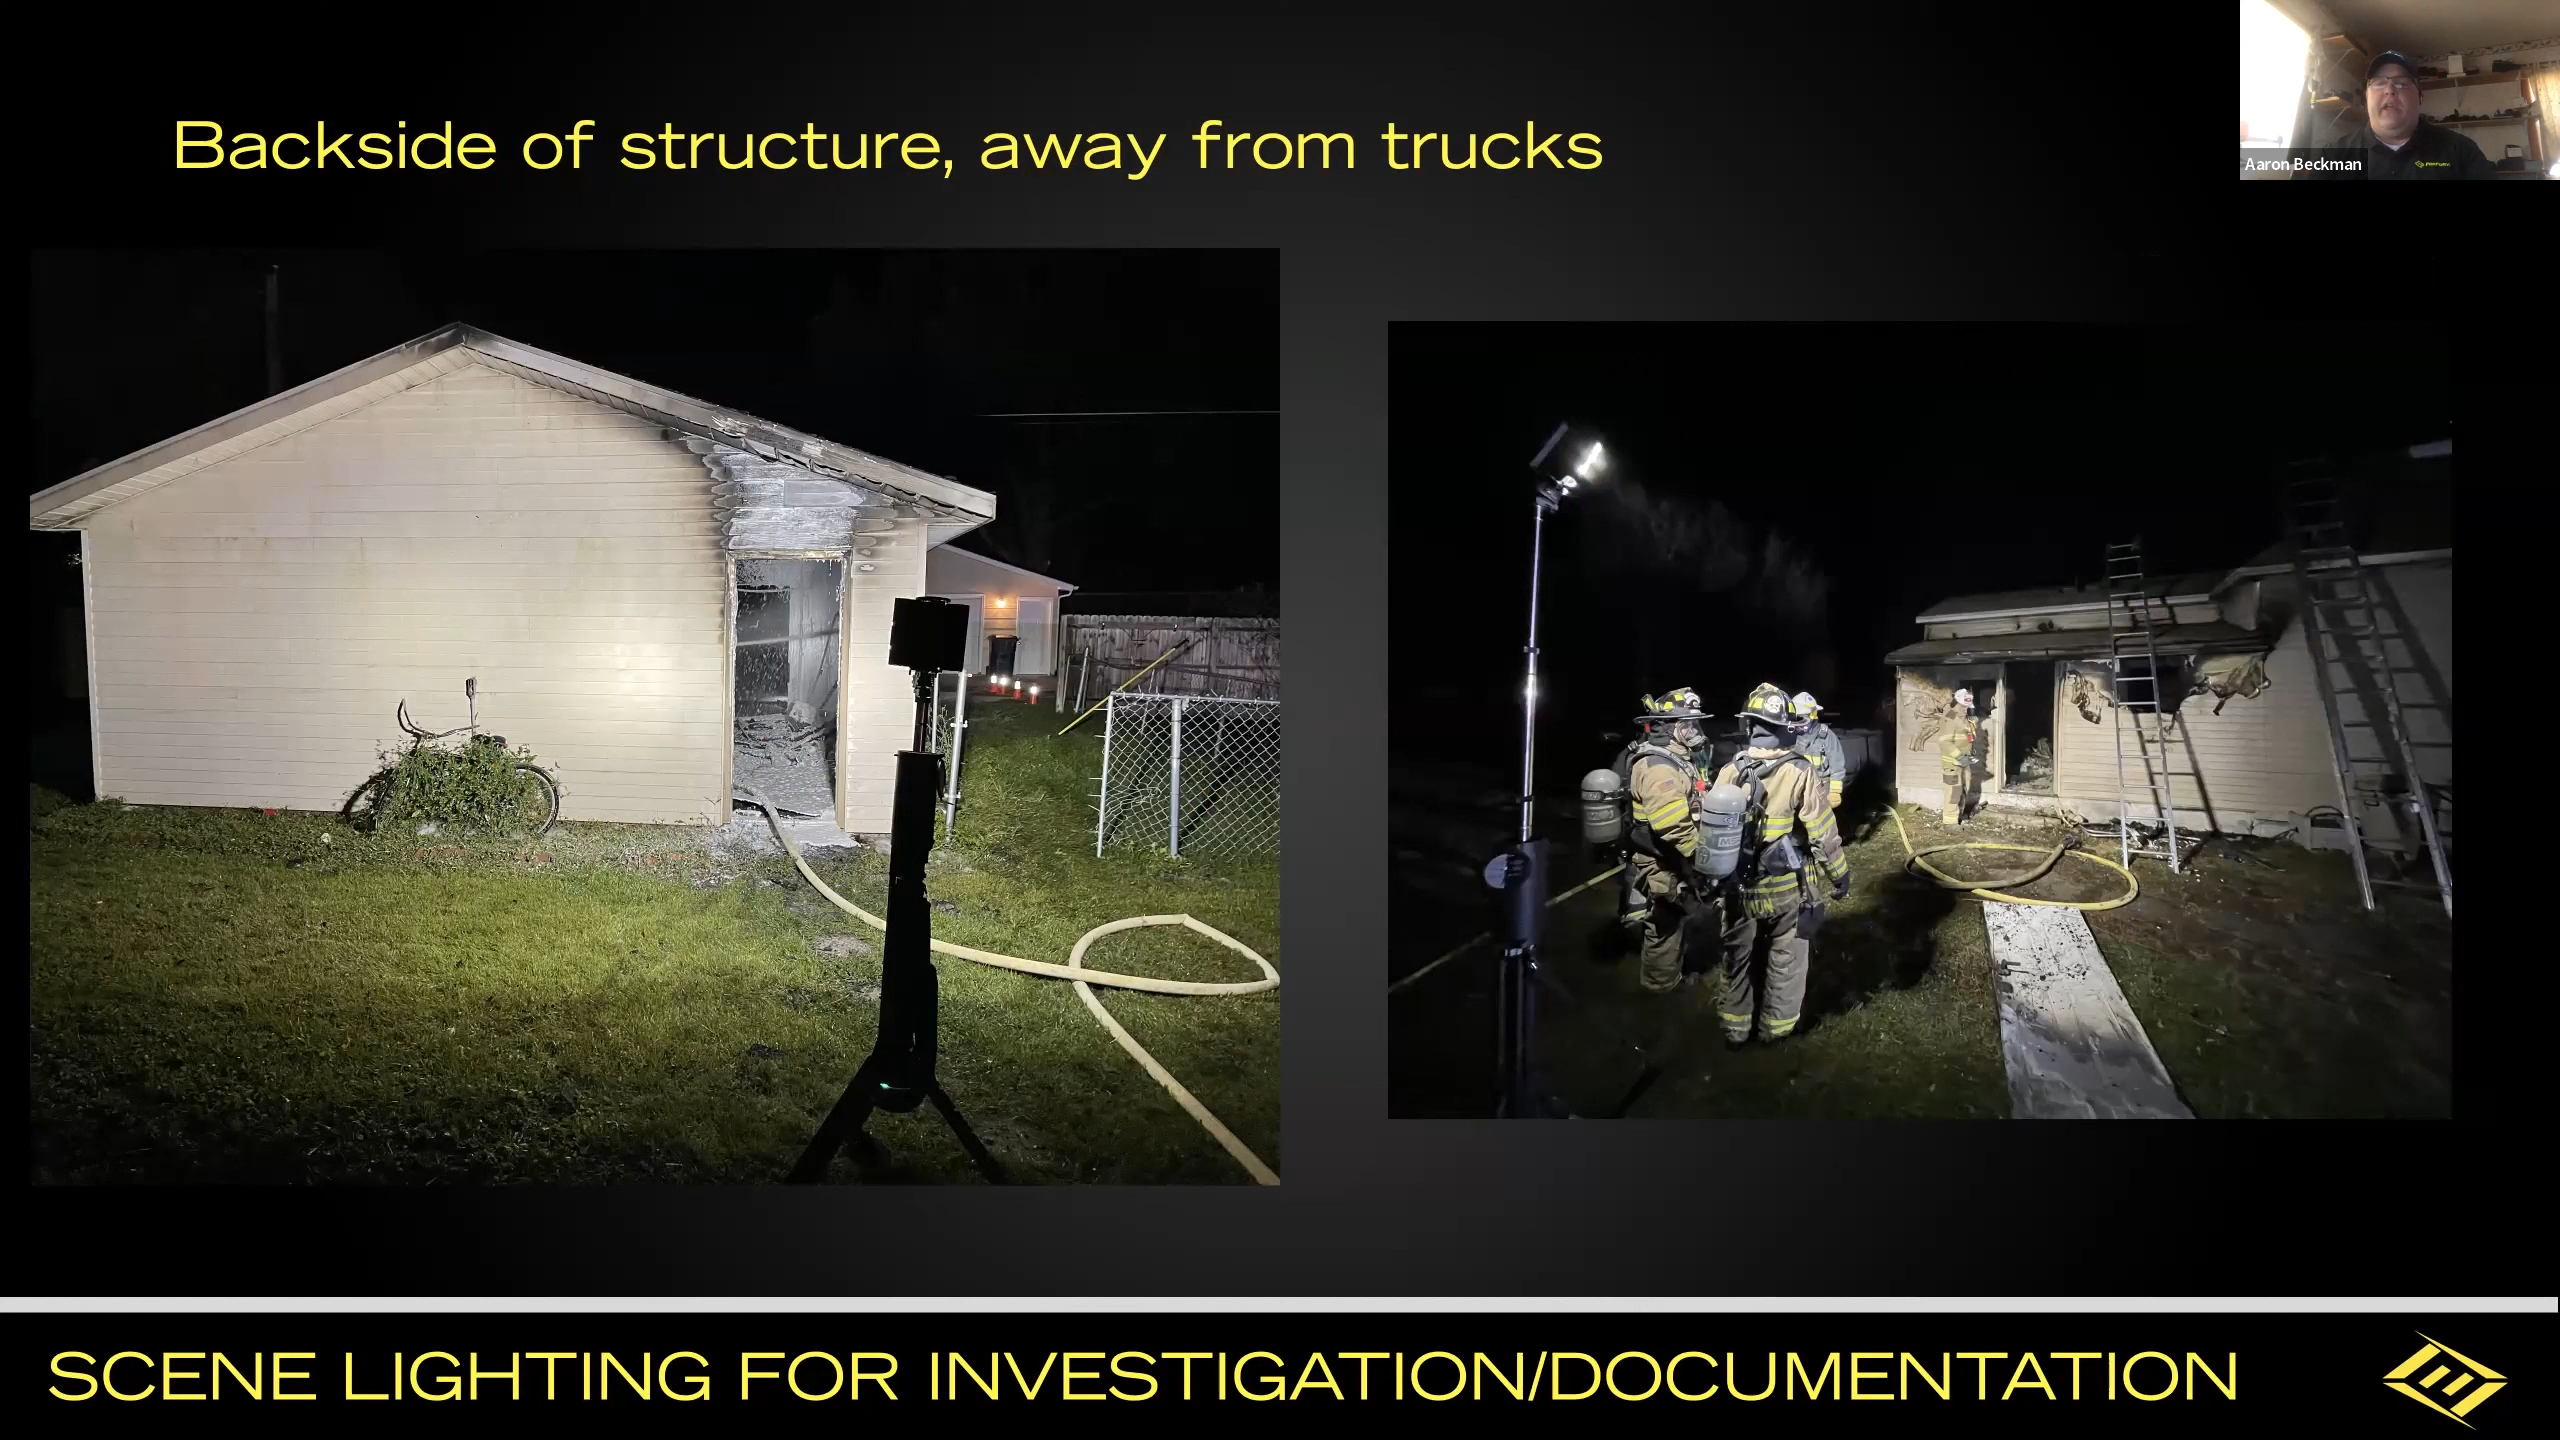 Backside of structure, away from trucks
Aaron Beckman
SCENE LIGHTING FOR INVESTIGATION/DOCUMENTATION